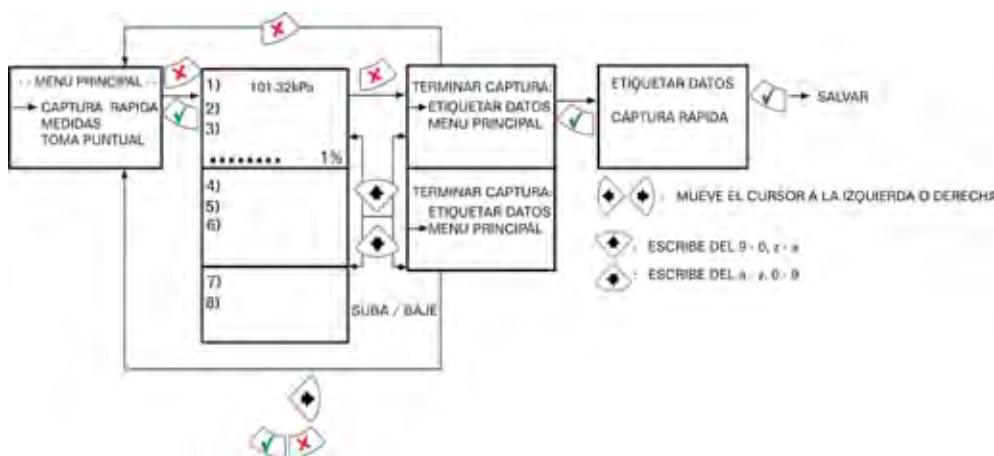 -- MENU PRINCIPAL --
CAPTURA RAPIDA
MEDIDAS
TOMA PUNTUAL
1) 101.32kPa
2)
3)
1%
4)
5)
6)
7)
8)
SUBA / BAJE
TERMINAR CAPTURA:
ETIQUETAR DATOS
MENU PRINCIPAL
TERMINAR CAPTURA:
ETIQUETAR DATOS
MENU PRINCIPAL
ETIQUETAR DATOS
CAPTURA RAPIDA
SALVAR
: MUEVE EL CURSOR A LA IZQUIERDA O DERECHA
: ESCRIBE DEL 9 - 0, z - a
: ESCRIBE DEL a - z, 0 - 9